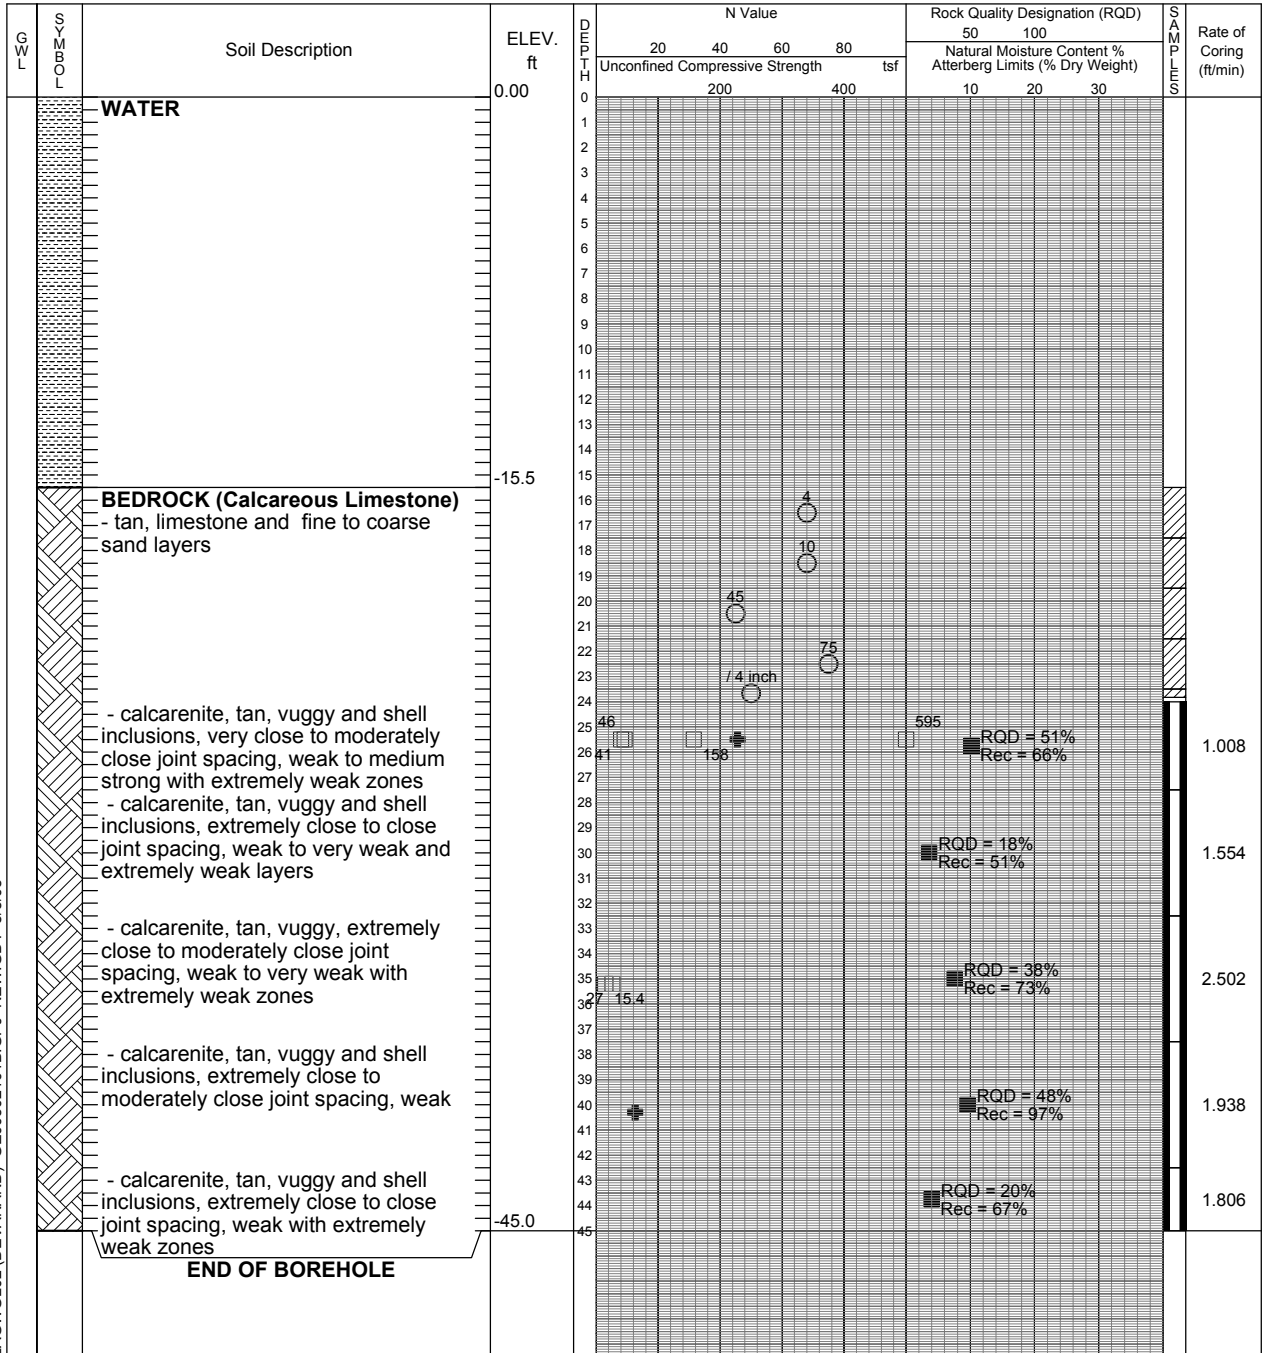 GWL
SYMBOL
Soil Description
ELEV.
ft
DEPTH
N Value
20 40 60 80
Unconfined Compressive Strength tsf
200 400
Rock Quality Designation (RQD)
50 100
Natural Moisture Content %
Atterberg Limits (% Dry Weight)
10 20 30
SAMPLES
Rate of
Coring
(ft/min)
0.00
0
WATER
1
2
3
4
5
6
7
8
9
10
11
12
13
14
15
-15.5
BEDROCK (Calcareous Limestone)
- tan, limestone and fine to coarse
sand layers
16
4
17
18
10
19
20
45
21
22
75
23
/ 4 inch
24
- calcarenite, tan, vuggy and shell
inclusions, very close to moderately
close joint spacing, weak to medium
strong with extremely weak zones
25
46
595
RQD = 51%
26
41
158
Rec = 66%
1.008
27
- calcarenite, tan, vuggy and shell
inclusions, extremely close to close
joint spacing, weak to very weak and
extremely weak layers
28
29
30
RQD = 18%
Rec = 51%
1.554
31
32
- calcarenite, tan, vuggy, extremely
close to moderately close joint
spacing, weak to very weak with
extremely weak zones
33
34
35
RQD = 38%
Rec = 73%
2.502
36
27 15.4
37
- calcarenite, tan, vuggy and shell
inclusions, extremely close to
moderately close joint spacing, weak
38
39
40
RQD = 48%
Rec = 97%
1.938
41
42
- calcarenite, tan, vuggy and shell
inclusions, extremely close to close
joint spacing, weak with extremely
weak zones
43
44
RQD = 20%
Rec = 67%
1.806
-45.0
45
END OF BOREHOLE